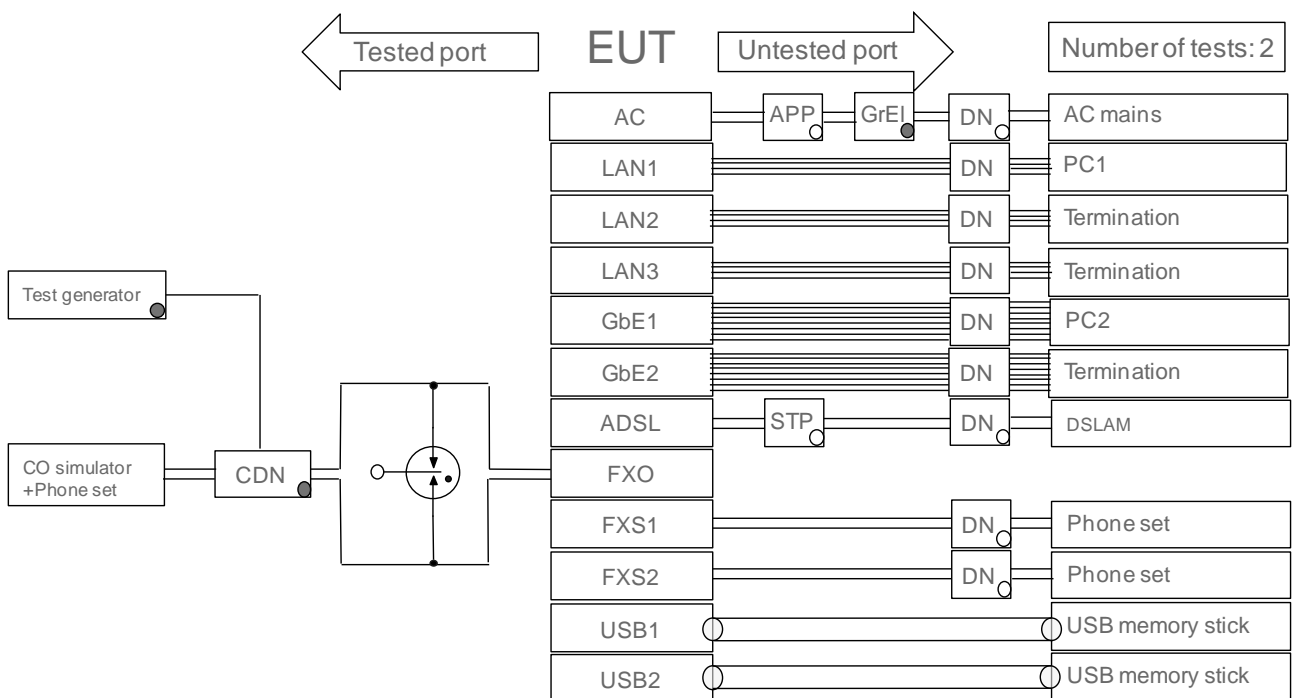 Tested port
EUT
Untested port
Number of tests: 2
AC
APP
GrEI
DN
AC mains
LAN1
DN
PC1
LAN2
DN
Termination
LAN3
DN
Termination
Test generator
GbE1
DN
PC2
GbE2
DN
Termination
ADSL
STP
DN
DSLAM
CO simulator
+Phone set
CDN
FXO
FXS1
DN
Phone set
FXS2
DN
Phone set
USB1
USB memory stick
USB2
USB memory stick